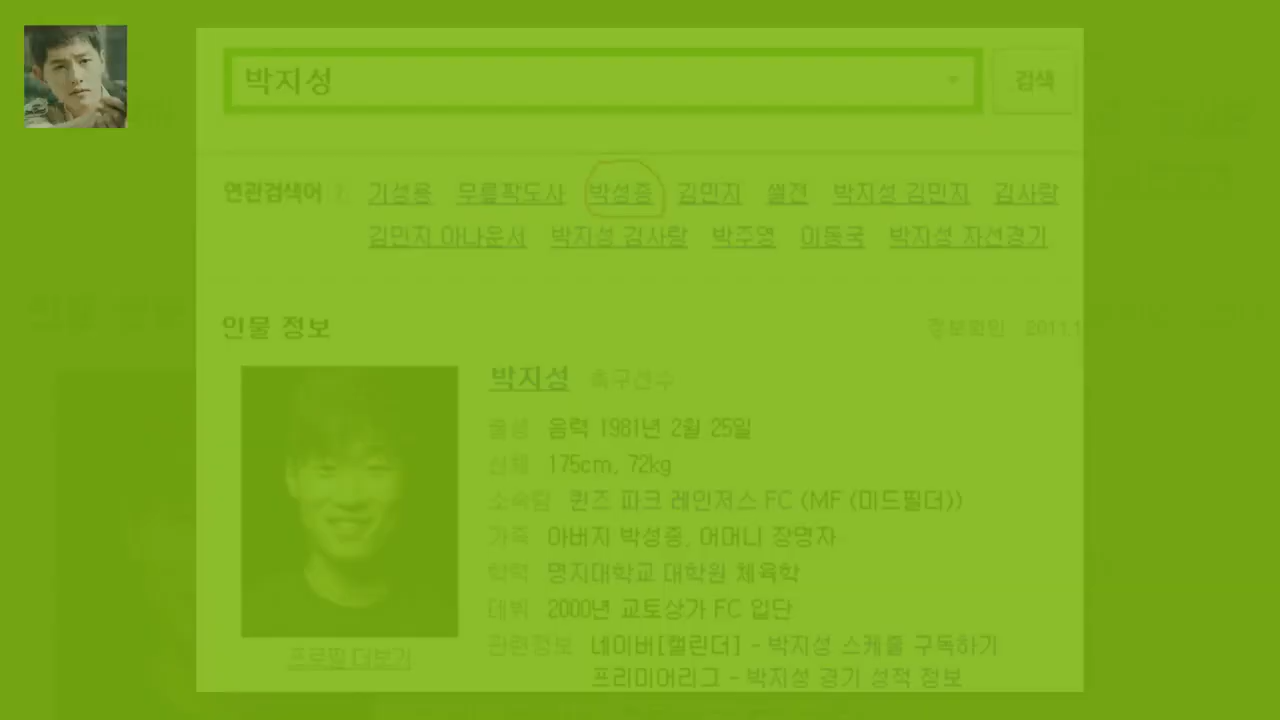 박지성
검색
연관검색어 ? 기성용 무릎팍도사 박성종 김민지 썰전 박지성 김민지 김사랑
김민지 아나운서 박지성 김사랑 박주영 이동국 박지성 자선경기
인물 정보
정보확인 2011.1
박지성 축구선수
출생 음력 1981년 2월 25일
신체 175cm, 72kg
소속팀 퀸즈 파크 레인저스 FC (MF (미드필더))
가족 아버지 박성종, 어머니 장명자
학력 명지대학교 대학원 체육학
데뷔 2000년 교토상가 FC 입단
관련정보 네이버[캘린더] - 박지성 스케줄 구독하기
프리미어리그 - 박지성 경기 성적 정보
프로필 더보기